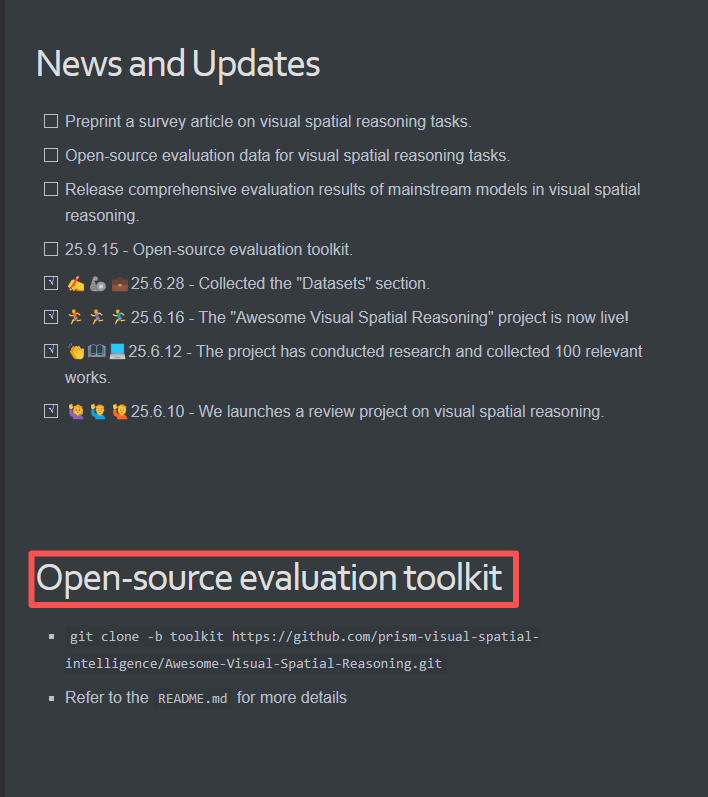 News and Updates
Preprint a survey article on visual spatial reasoning tasks.
Open-source evaluation data for visual spatial reasoning tasks.
Release comprehensive evaluation results of mainstream models in visual spatial
reasoning.
25.9.15 - Open-source evaluation toolkit.
25.6.28 - Collected the "Datasets" section.
25.6.16 - The "Awesome Visual Spatial Reasoning" project is now live!
25.6.12 - The project has conducted research and collected 100 relevant
works.
25.6.10 - We launches a review project on visual spatial reasoning.
Open-source evaluation toolkit
git clone -b toolkit https://github.com/prism-visual-spatial-
intelligence/Awesome-Visual-Spatial-Reasoning.git
Refer to the README.md for more details